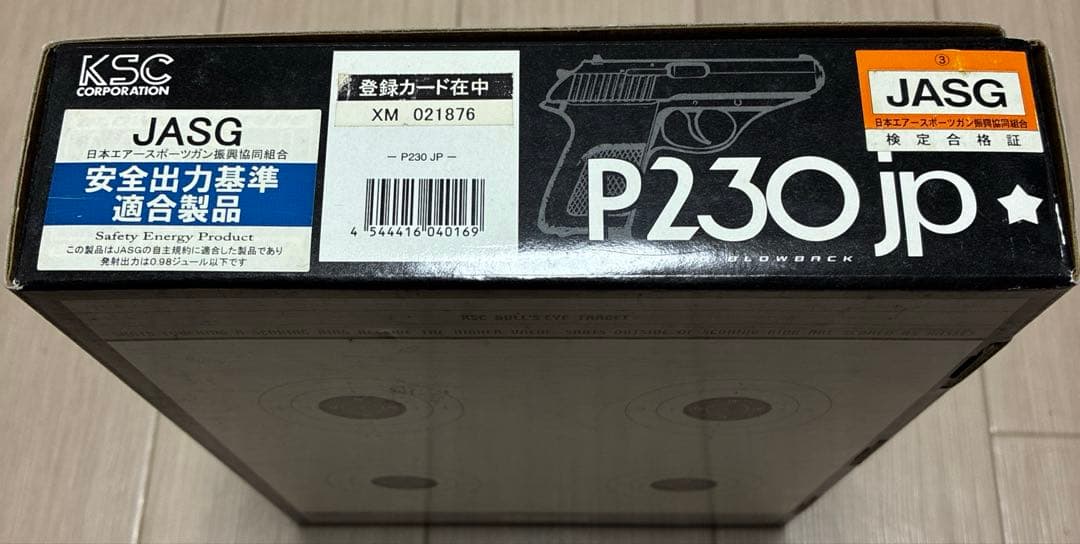 KSC
CORPORATION
JASG
日本エアースポーツガン振興協同組合
安全出力基準
適合製品
Safety Energy Product
この製品はJASGの自主規約に適合した製品であり
発射出力は0.98ジュール以下です
登録カード在中
XM 021876
— P230 JP —
4 544416 040169
P230 jp
BLOWBACK
③
JASG
日本エアースポーツガン振興協同組合
検定合格証
KSC BULL'S EYE TARGET